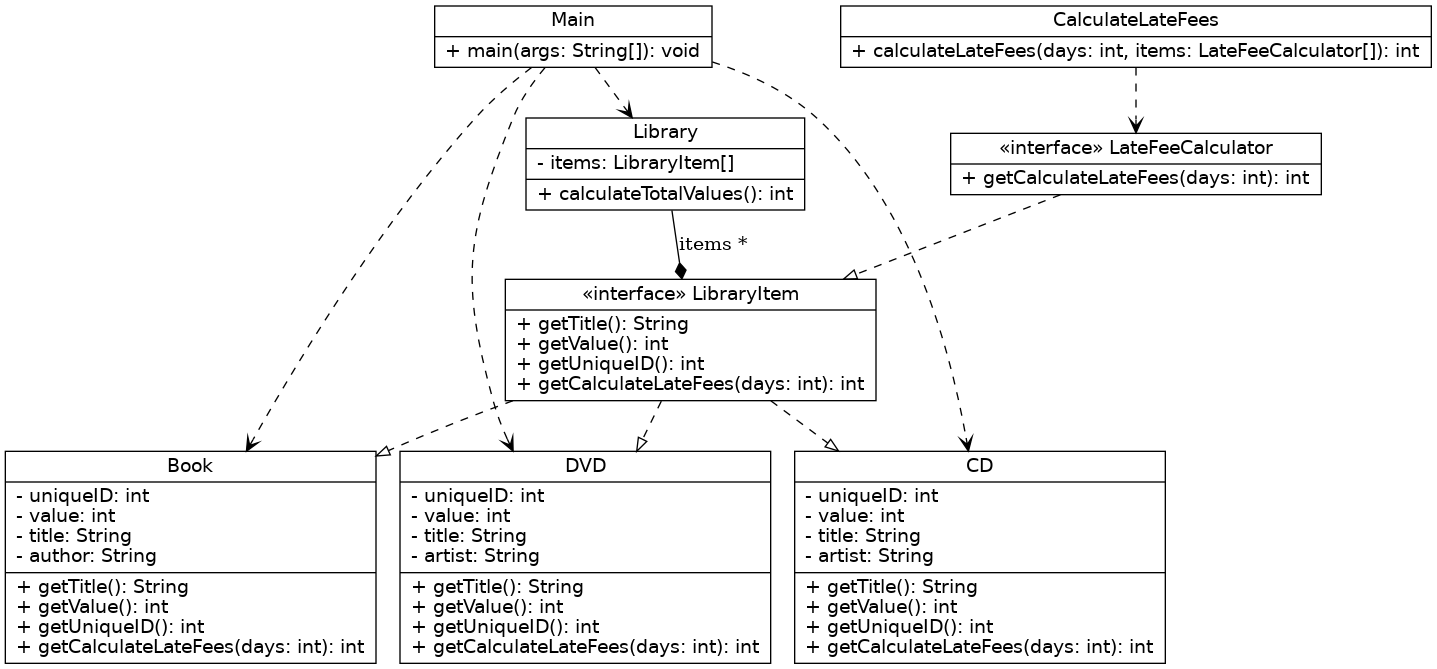 Main
+ main(args: String[]): void
CalculateLateFees
+ calculateLateFees(days: int, items: LateFeeCalculator[]): int
Library
- items: LibraryItem[]
+ calculateTotalValues(): int
«interface» LateFeeCalculator
+ getCalculateLateFees(days: int): int
items *
«interface» LibraryItem
+ getTitle(): String
+ getValue(): int
+ getUniqueID(): int
+ getCalculateLateFees(days: int): int
Book
- uniqueID: int
- value: int
- title: String
- author: String
+ getTitle(): String
+ getValue(): int
+ getUniqueID(): int
+ getCalculateLateFees(days: int): int
DVD
- uniqueID: int
- value: int
- title: String
- artist: String
+ getTitle(): String
+ getValue(): int
+ getUniqueID(): int
+ getCalculateLateFees(days: int): int
CD
- uniqueID: int
- value: int
- title: String
- artist: String
+ getTitle(): String
+ getValue(): int
+ getUniqueID(): int
+ getCalculateLateFees(days: int): int